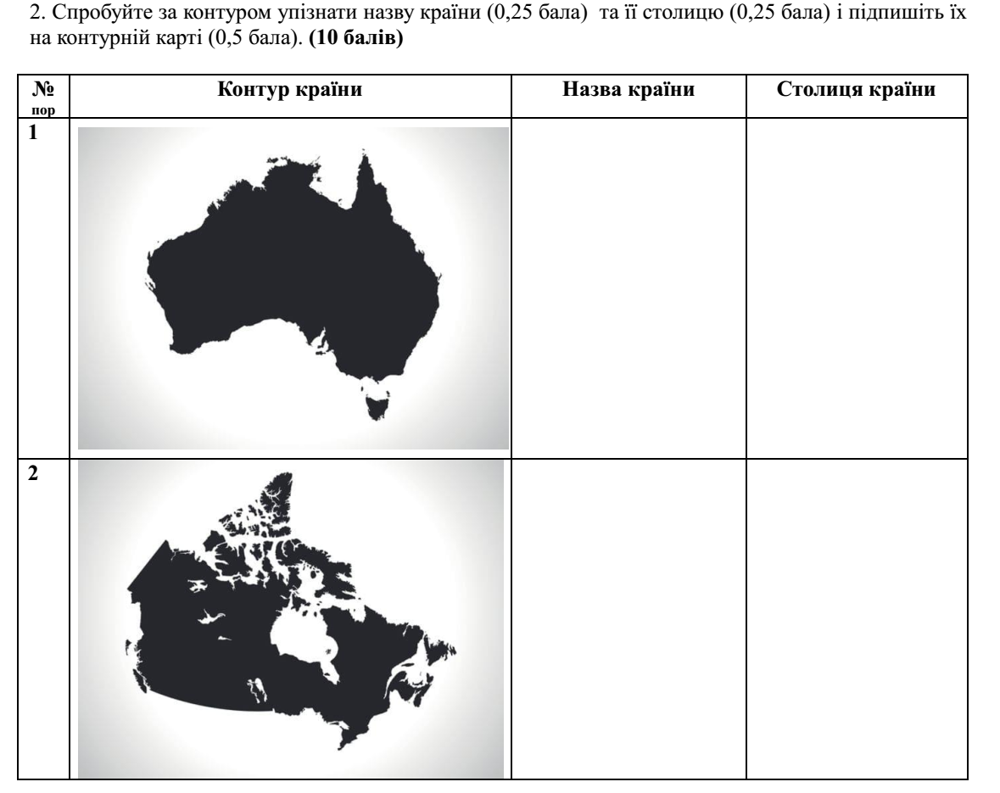 2. Спробуйте за контуром упізнати назву країни (0,25 бала) та її столицю (0,25 бала) і підпишіть їх
на контурній карті (0,5 бала). (10 балів)
№ пор
Контур країни
Назва країни
Столиця країни
1
2